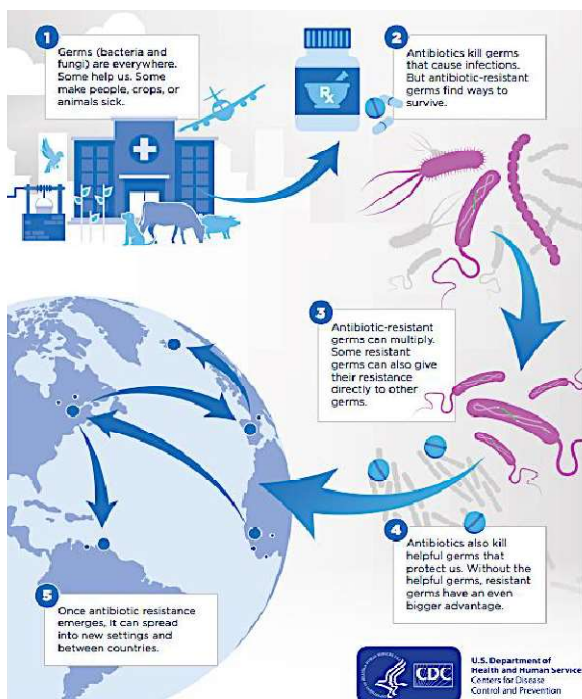 1
Germs (bacteria and
fungi) are everywhere.
Some help us. Some
make people, crops, or
animals sick.
2
Antibiotics kill germs
that cause infections.
But antibiotic-resistant
germs find ways to
survive.
Rx
3
Antibiotic-resistant
germs can multiply.
Some resistant
germs can also give
their resistance
directly to other
germs.
4
Antibiotics also kill
helpful germs that
protect us. Without the
helpful germs, resistant
germs have an even
bigger advantage.
5
Once antibiotic resistance
emerges, it can spread
into new settings and
between countries.
CDC
U.S. Department of
Health and Human Service
Centers for Disease
Control and Prevention